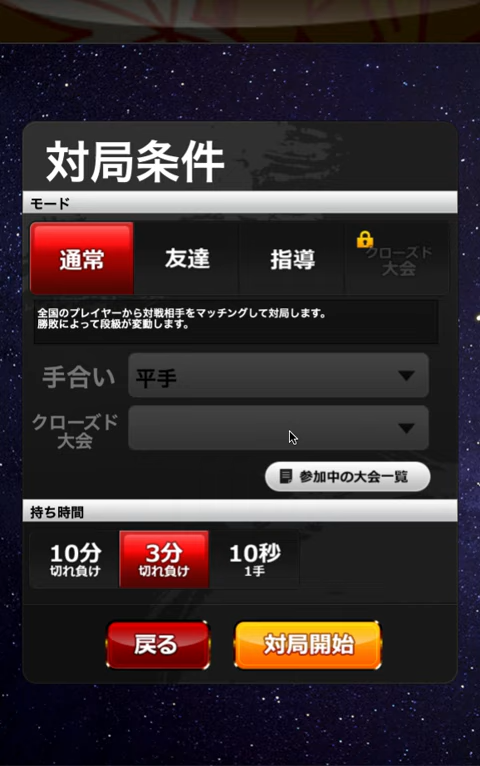 対局条件
モード
通常
友達
指導
クローズド
大会
全国のプレイヤーから対戦相手をマッチングして対局します。
勝敗によって段級が変動します。
手合い
平手
クローズド
大会
参加中の大会一覧
持ち時間
10分
切れ負け
3分
切れ負け
10秒
1手
戻る
対局開始